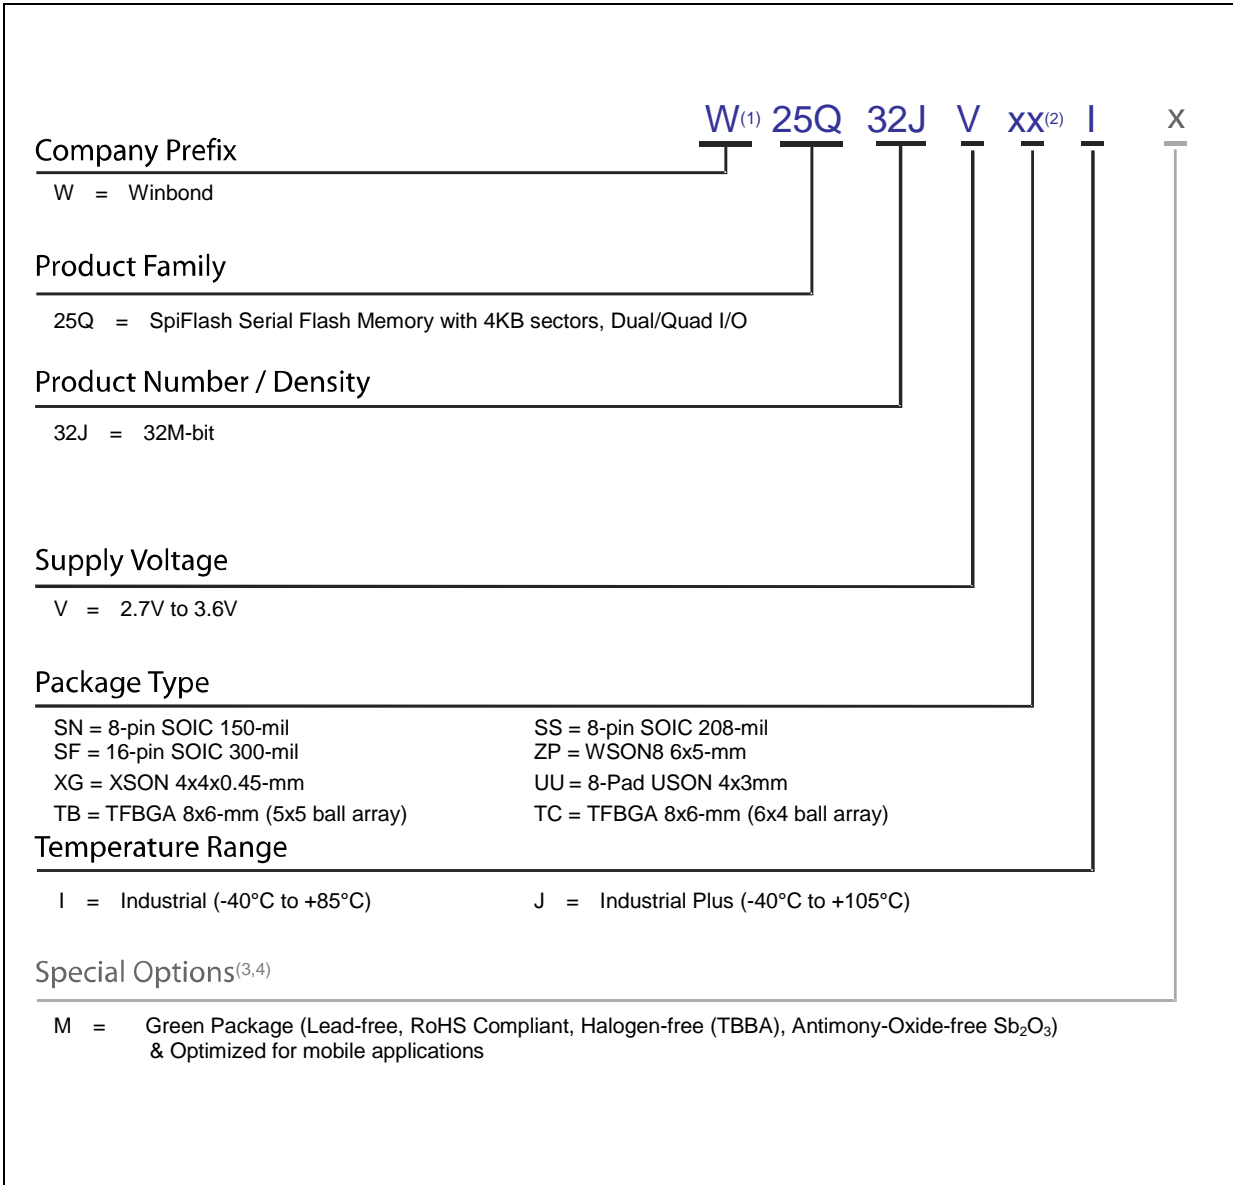 W(1) 25Q 32J V xx(2) I x
Company Prefix
W = Winbond
Product Family
25Q = SpiFlash Serial Flash Memory with 4KB sectors, Dual/Quad I/O
Product Number / Density
32J = 32M-bit
Supply Voltage
V = 2.7V to 3.6V
Package Type
SN = 8-pin SOIC 150-mil SS = 8-pin SOIC 208-mil
SF = 16-pin SOIC 300-mil ZP = WSON8 6x5-mm
XG = XSON 4x4x0.45-mm UU = 8-Pad USON 4x3mm
TB = TFBGA 8x6-mm (5x5 ball array) TC = TFBGA 8x6-mm (6x4 ball array)
Temperature Range
I = Industrial (-40°C to +85°C) J = Industrial Plus (-40°C to +105°C)
Special Options(3,4)
M = Green Package (Lead-free, RoHS Compliant, Halogen-free (TBBA), Antimony-Oxide-free Sb₂O₃)
& Optimized for mobile applications